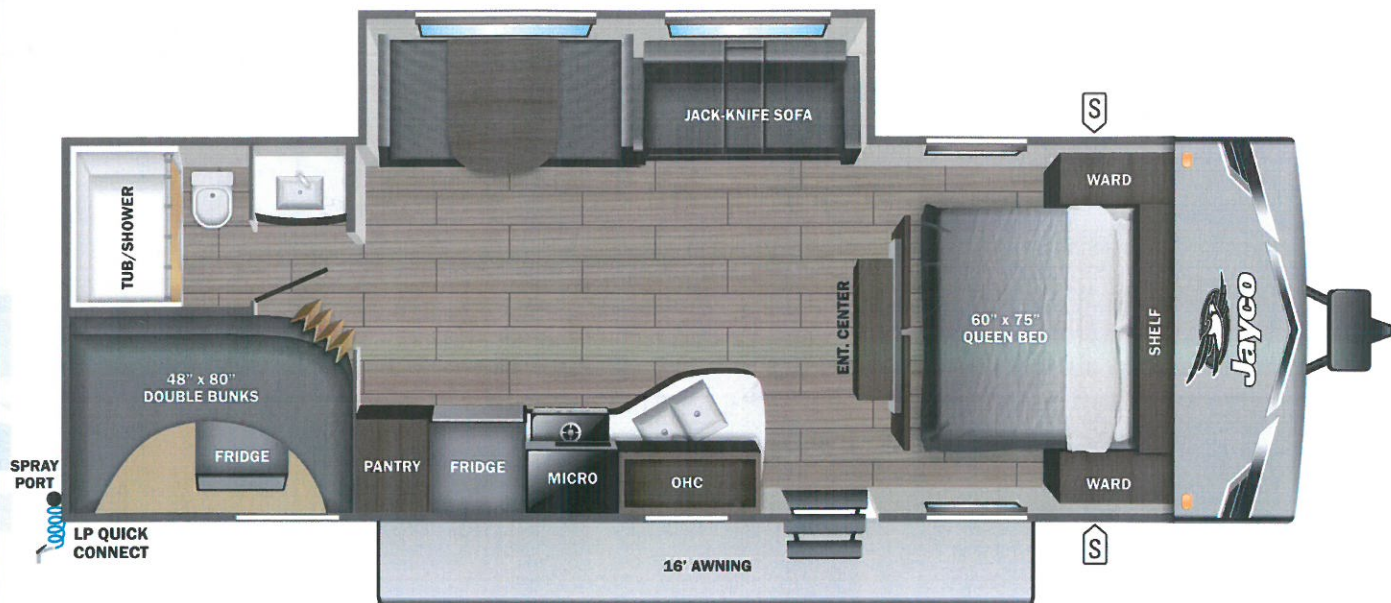 JACK-KNIFE SOFA
S
WARD
TUB/SHOWER
ENT. CENTER
60" x 75"
QUEEN BED
SHELF
Jayco
48" x 80"
DOUBLE BUNKS
FRIDGE
PANTRY
FRIDGE
MICRO
OHC
WARD
SPRAY
PORT
LP QUICK
CONNECT
S
16' AWNING